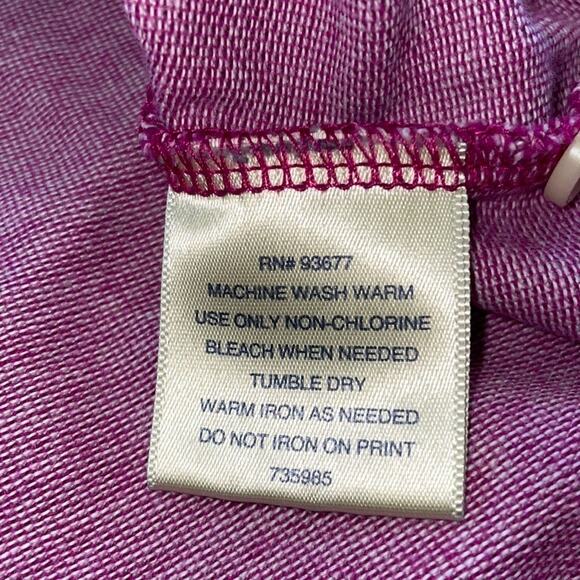 RN# 93677
MACHINE WASH WARM
USE ONLY NON-CHLORINE
BLEACH WHEN NEEDED
TUMBLE DRY
WARM IRON AS NEEDED
DO NOT IRON ON PRINT
735985